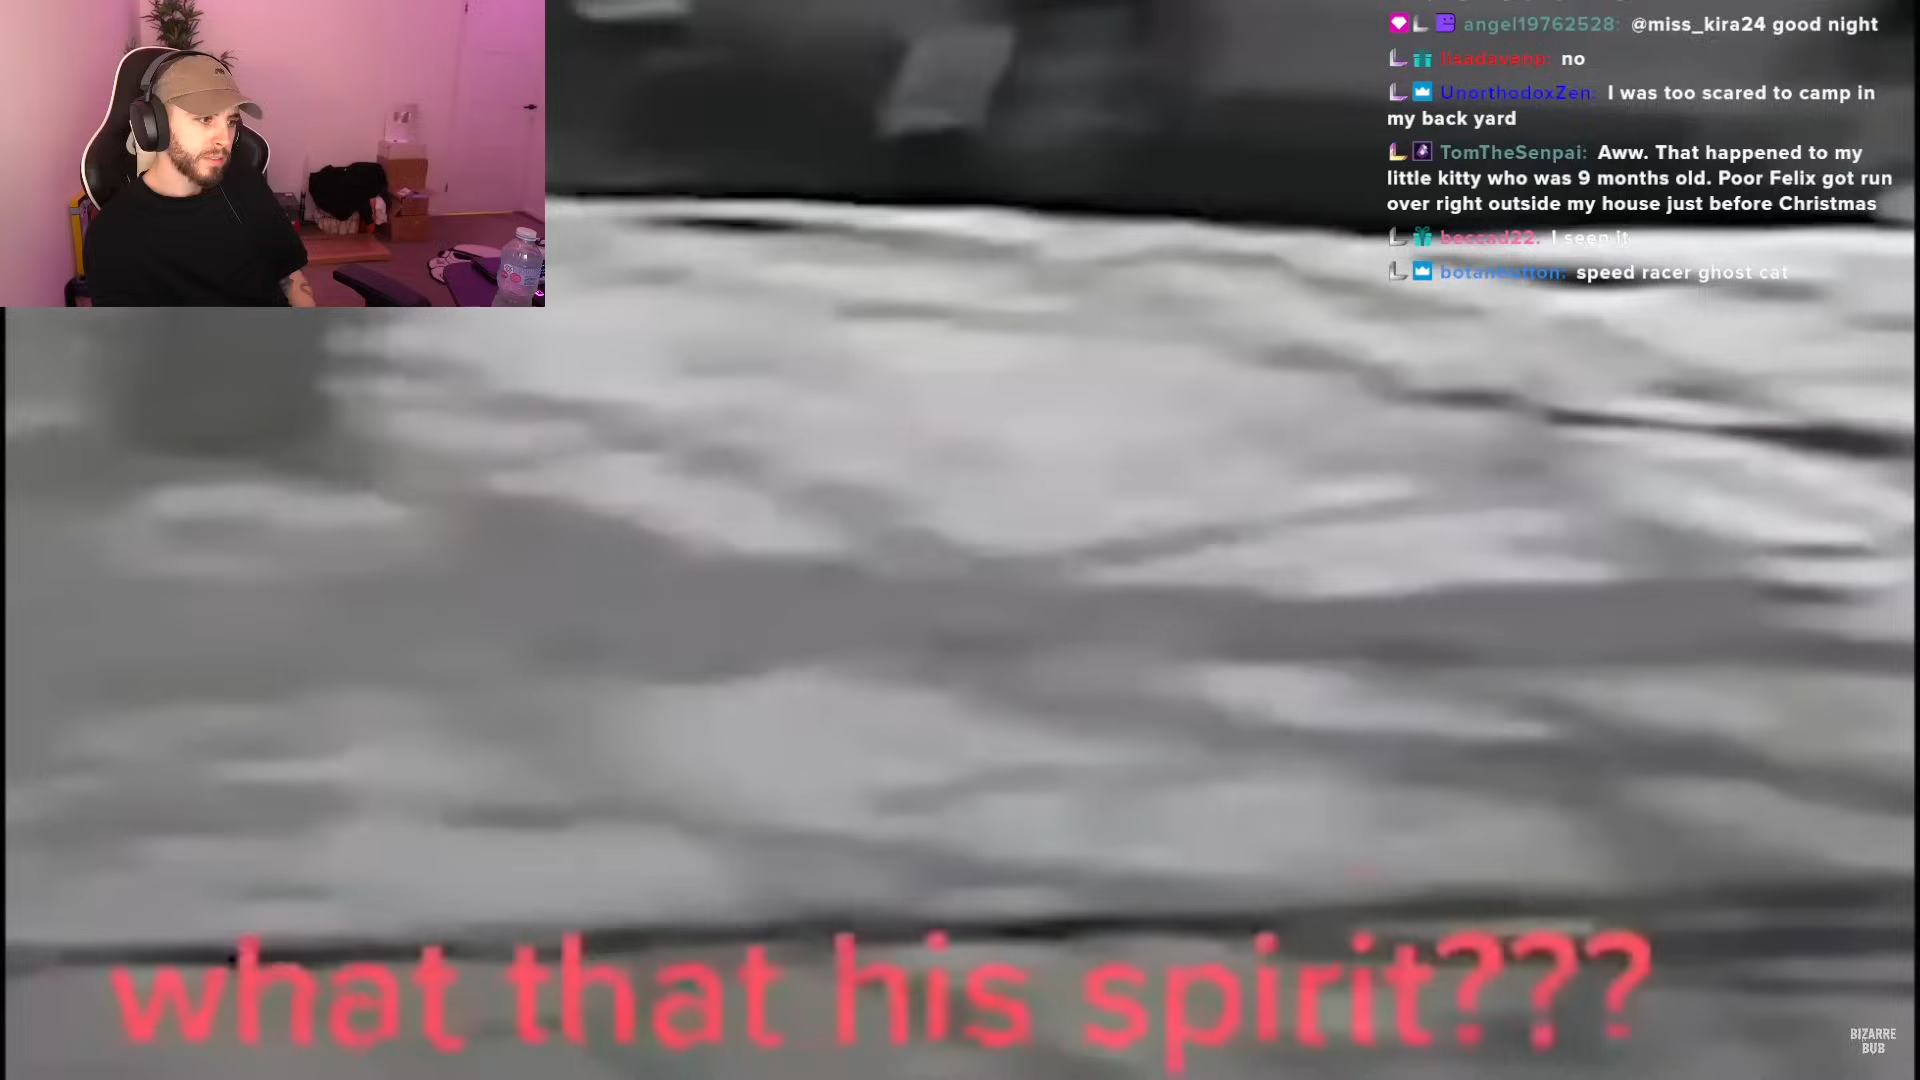 angel19762528: @miss_kira24 good night
lisadavenp: no
UnorthodoxZen: I was too scared to camp in
my back yard
TomTheSenpai: Aww. That happened to my
little kitty who was 9 months old. Poor Felix got run
over right outside my house just before Christmas
beccad22: I seen it
speed racer ghost cat
what that his spirit???
BIZARRE
BUB